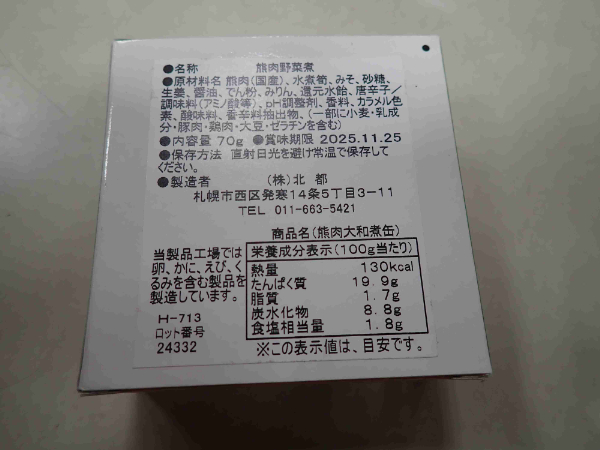 ●名称 熊肉野菜煮
●原材料名 熊肉(国産)、水煮筍、みそ、砂糖、
生姜、醤油、でん粉、みりん、還元水飴、唐辛子/
調味料(アミノ酸等)、pH調整剤、香料、カラメル色
素、酸味料、香辛料抽出物、(一部に小麦・乳成
分・豚肉・鶏肉・大豆・ゼラチンを含む)
●内容量 70g ●賞味期限 2025.11.25
●保存方法 直射日光を避け常温で保存して
ください。
●製造者 (株)北 都
札幌市西区発寒14条5丁目3-11
TEL 011-663-5421
商品名(熊肉大和煮缶)
当製品工場では
卵、かに、えび、く
るみを含む製品を
製造しています。
H-713
ロット番号
24332
栄養成分表示(100g当たり)
熱量 130kcal
たんぱく質 19.9g
脂質 1.7g
炭水化物 8.8g
食塩相当量 1.8g
※この表示値は、目安です。